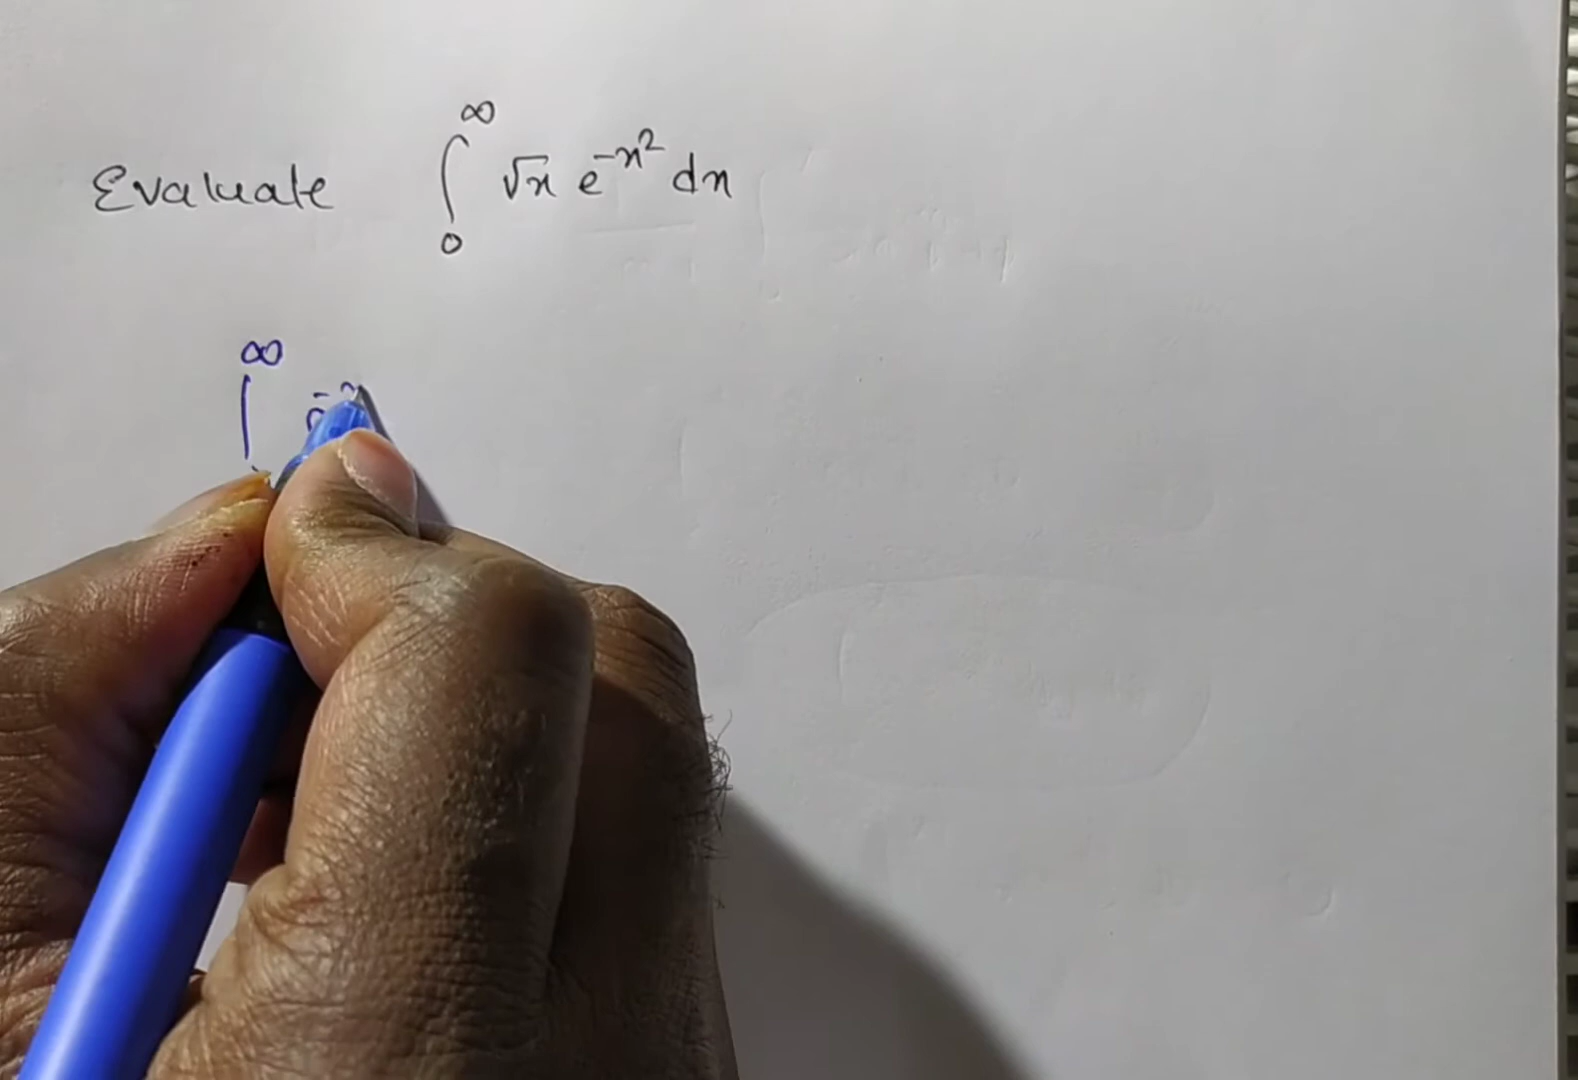 Evaluate ∫₀^∞ √x e^{-x²} dx
∫^∞ e^-